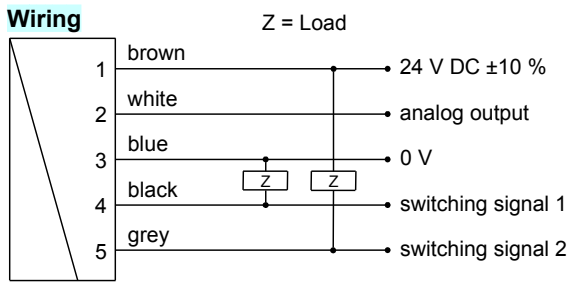 Wiring
Z = Load
1 brown 24 V DC ±10 %
2 white analog output
3 blue 0 V
Z Z
4 black switching signal 1
5 grey switching signal 2